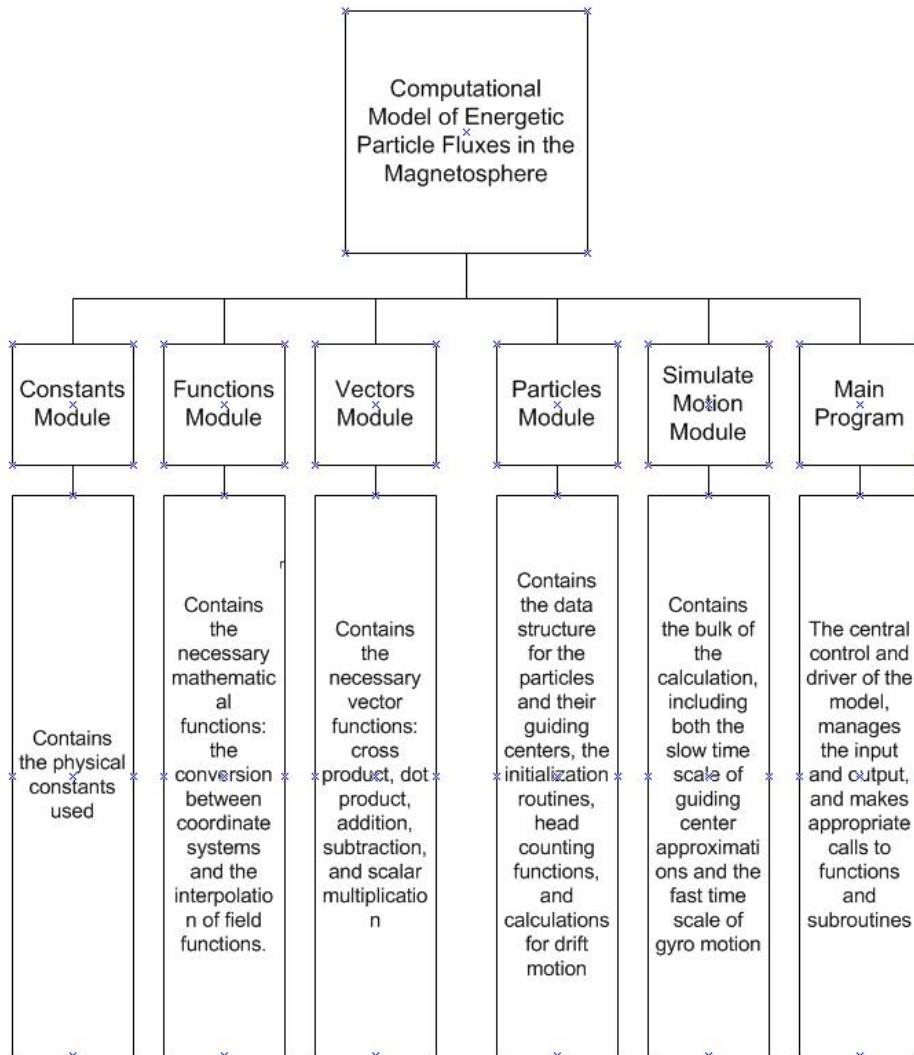 Computational
Model of Energetic
Particle Fluxes in the
Magnetosphere
Constants
Module
Functions
Module
Vectors
Module
Particles
Module
Simulate
Motion
Module
Main
Program
Contains
the physical
constants
used
r
Contains
the
necessary
mathematic
al
functions:
the
conversion
between
coordinate
systems
and the
interpolatio
n of field
functions.
Contains
the
necessary
vector
functions:
cross
product, dot
product,
addition,
subtraction,
and scalar
multiplicatio
n
Contains
the data
structure
for the
particles
and their
guiding
centers, the
initialization
routines,
head
counting
functions,
and
calculations
for drift
motion
Contains
the bulk of
the
calculation,
including
both the
slow time
scale of
guiding
center
approximati
ons and the
fast time
scale of
gyro motion
The central
control and
driver of the
model,
manages
the input
and output,
and makes
appropriate
calls to
functions
and
subroutines